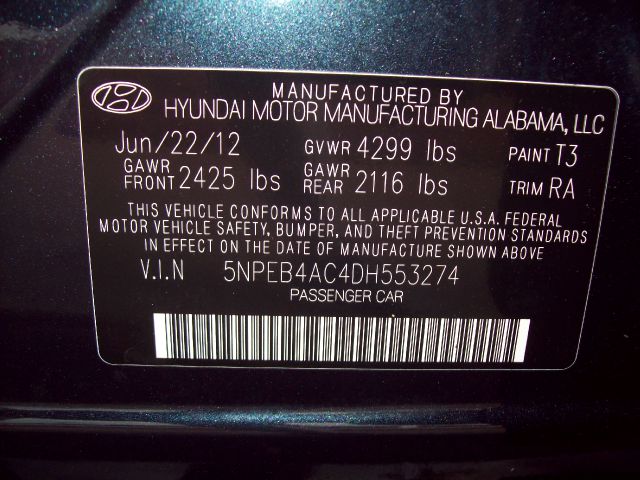 MANUFACTURED BY
HYUNDAI MOTOR MANUFACTURING ALABAMA, LLC
Jun/22/12 GVWR 4299 lbs PAINT T3
GAWR FRONT 2425 lbs GAWR REAR 2116 lbs TRIM RA
THIS VEHICLE CONFORMS TO ALL APPLICABLE U.S.A. FEDERAL
MOTOR VEHICLE SAFETY, BUMPER, AND THEFT PREVENTION STANDARDS
IN EFFECT ON THE DATE OF MANUFACTURE SHOWN ABOVE
V.I.N 5NPEB4AC4DH553274
PASSENGER CAR